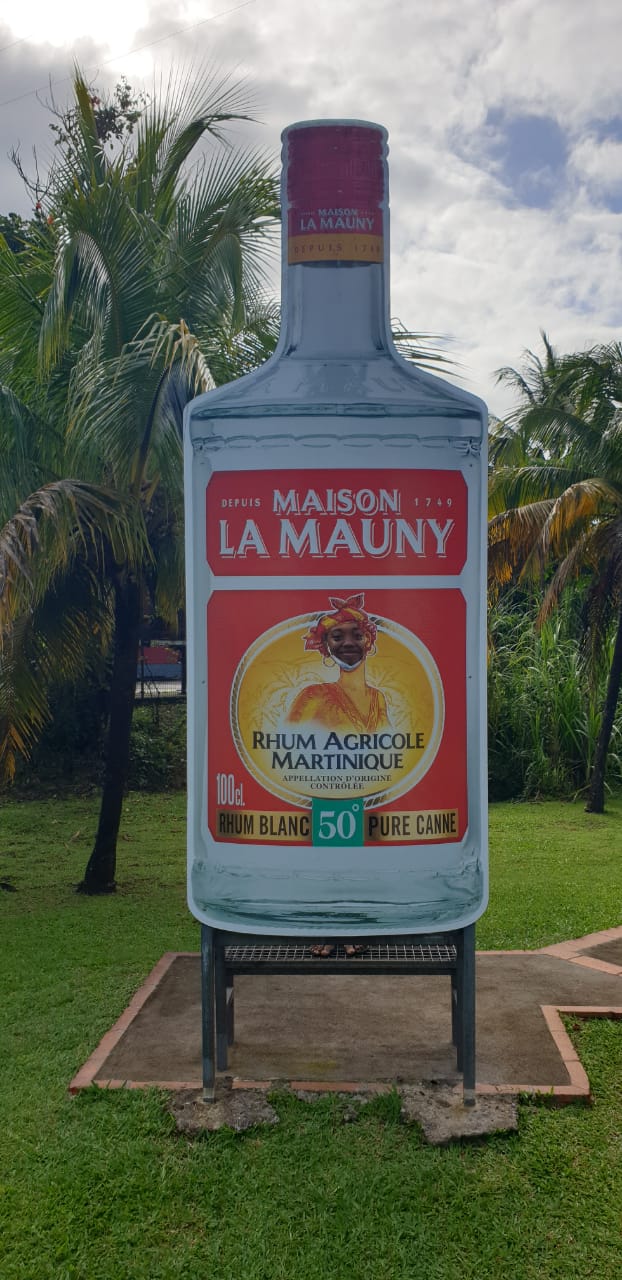 MAISON
LA MAUNY
DEPUIS 1749
DEPUIS MAISON 1749
LA MAUNY
RHUM AGRICOLE
MARTINIQUE
APPELLATION D'ORIGINE
CONTRÔLÉE
100cl.
RHUM BLANC 50° PURE CANNE